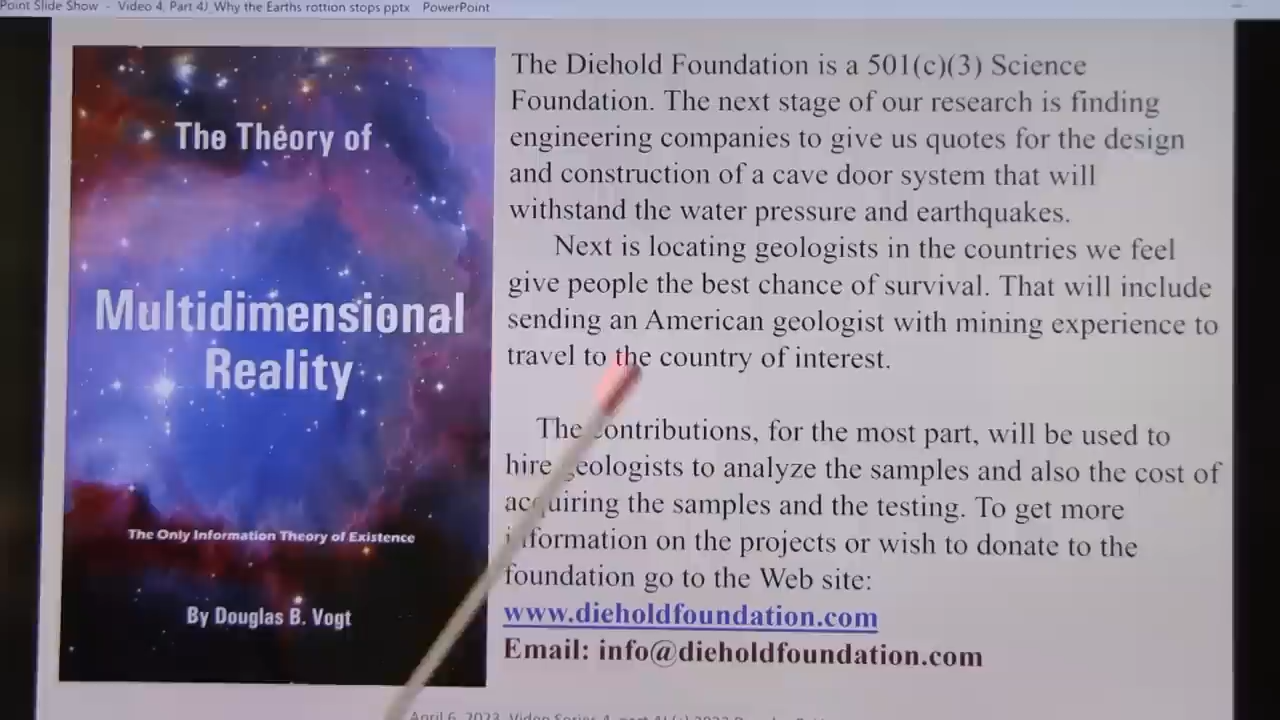 Point Slide Show - Video 4, Part 4J Why the Earths rottion stops pptx PowerPoint
The Theory of
Multidimensional
Reality
The Only Information Theory of Existence
By Douglas B. Vogt
The Diehold Foundation is a 501(c)(3) Science
Foundation. The next stage of our research is finding
engineering companies to give us quotes for the design
and construction of a cave door system that will
withstand the water pressure and earthquakes.
Next is locating geologists in the countries we feel
give people the best chance of survival. That will include
sending an American geologist with mining experience to
travel to the country of interest.
The contributions, for the most part, will be used to
hire geologists to analyze the samples and also the cost of
acquiring the samples and the testing. To get more
information on the projects or wish to donate to the
foundation go to the Web site:
www.dieholdfoundation.com
Email: info@dieholdfoundation.com